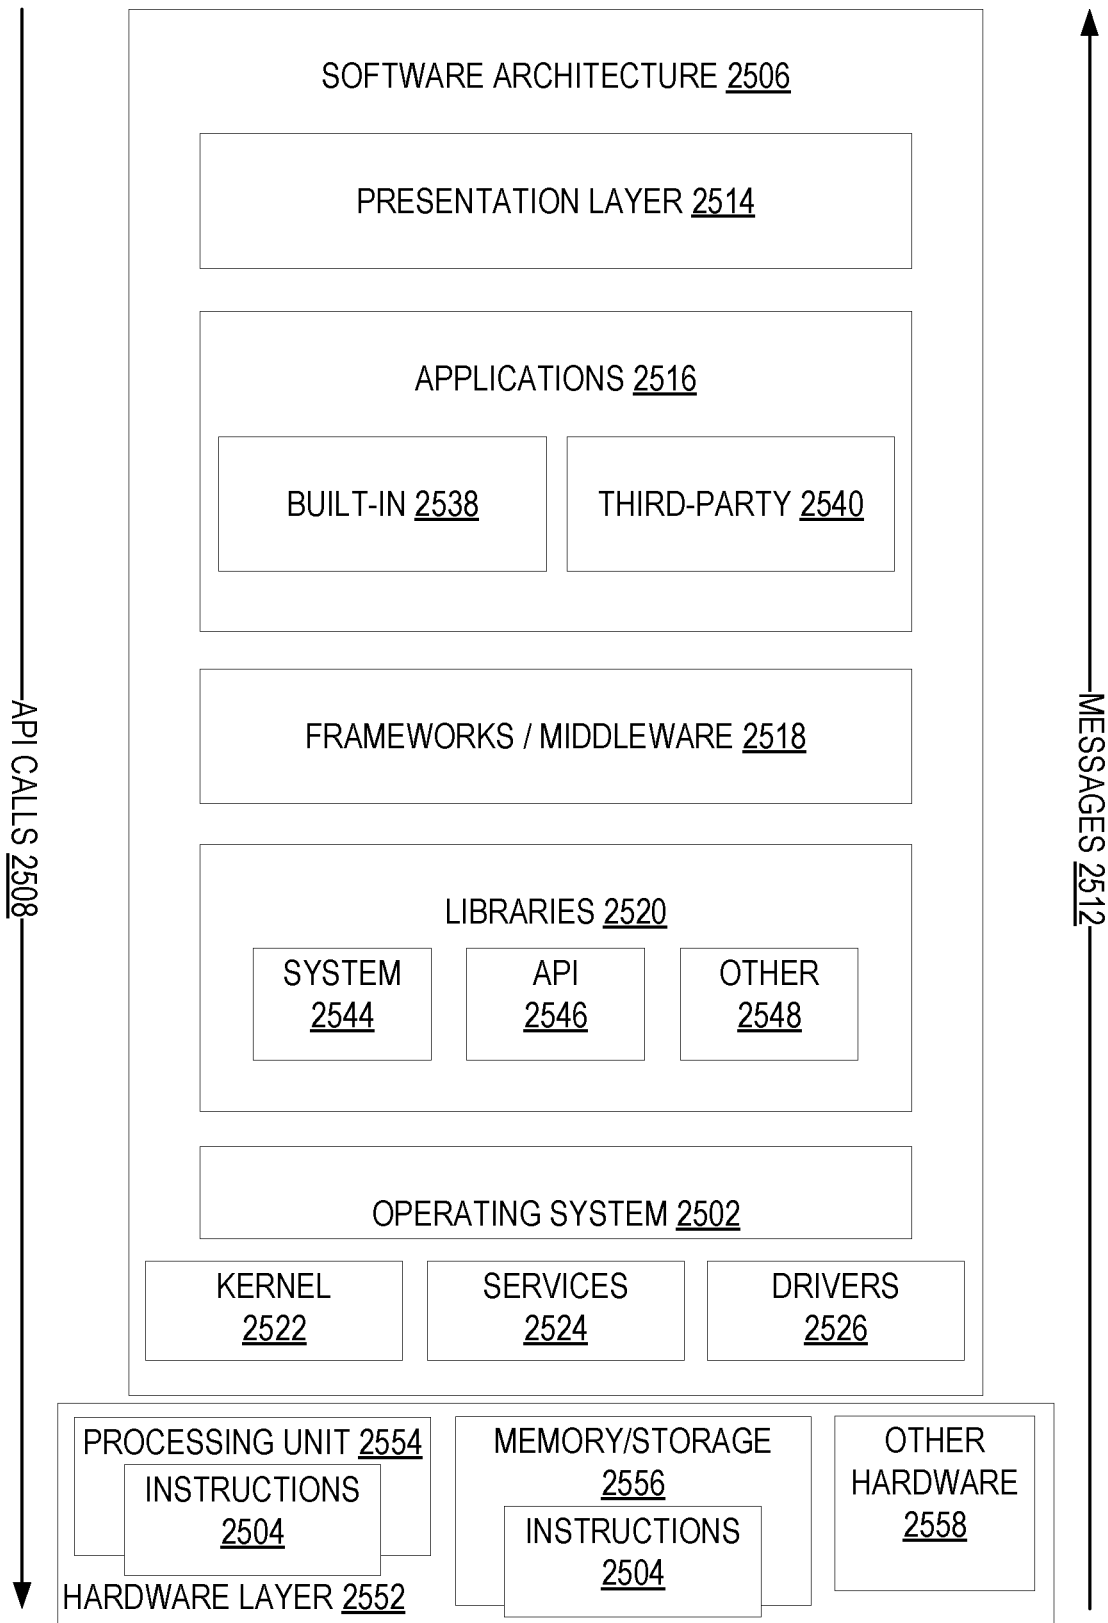 SOFTWARE ARCHITECTURE 2506
PRESENTATION LAYER 2514
APPLICATIONS 2516
BUILT-IN 2538
THIRD-PARTY 2540
FRAMEWORKS / MIDDLEWARE 2518
API CALLS 2508
MESSAGES 2512
LIBRARIES 2520
SYSTEM
2544
API
2546
OTHER
2548
OPERATING SYSTEM 2502
KERNEL
2522
SERVICES
2524
DRIVERS
2526
PROCESSING UNIT 2554
INSTRUCTIONS
2504
MEMORY/STORAGE
2556
INSTRUCTIONS
2504
OTHER
HARDWARE
2558
HARDWARE LAYER 2552